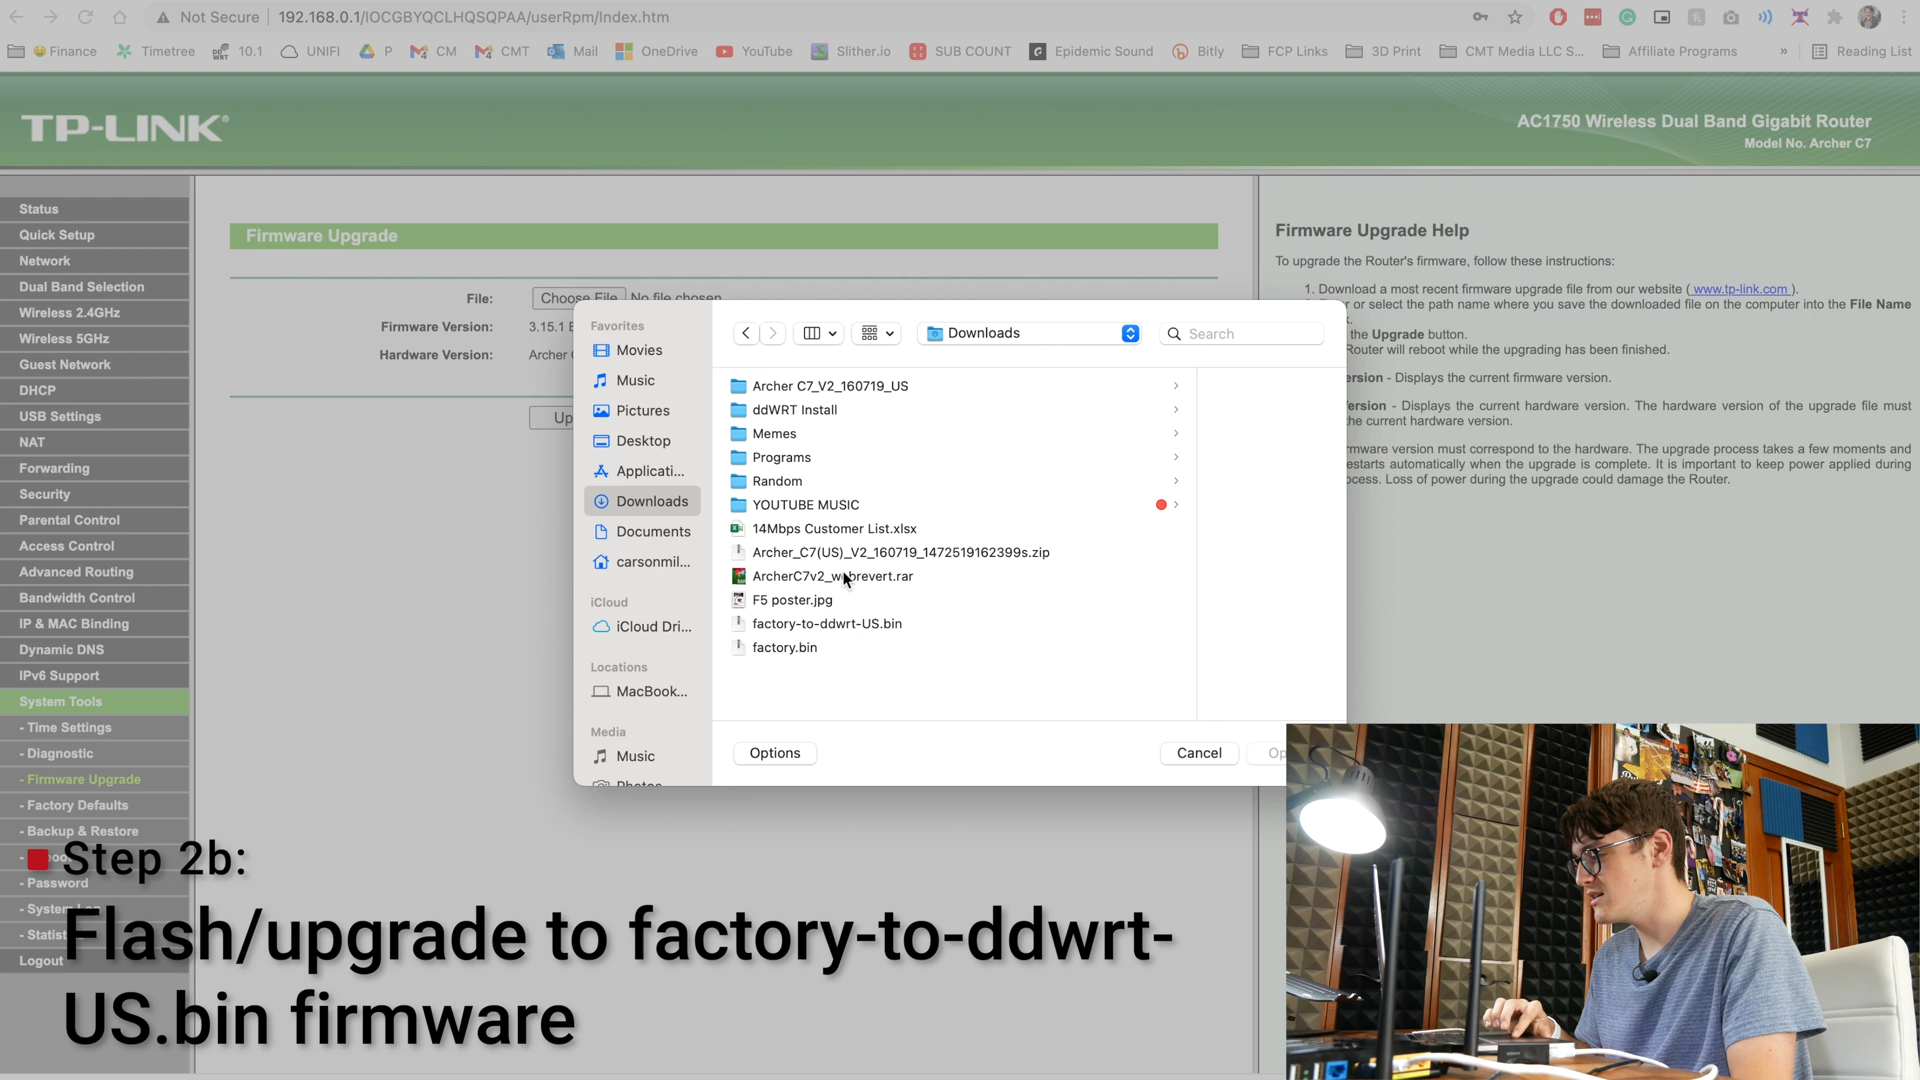 Not Secure 192.168.0.1/IOCGBYQCLHQSQPAA/userRpm/Index.htm
Finance Timetree 10.1 UNIFI P CM CMT Mail OneDrive YouTube Slither.io SUB COUNT Epidemic Sound Bitly FCP Links 3D Print CMT Media LLC S... Affiliate Programs » Reading List
TP-LINK
AC1750 Wireless Dual Band Gigabit Router
Model No. Archer C7
Status
Quick Setup
Network
Dual Band Selection
Wireless 2.4GHz
Wireless 5GHz
Guest Network
DHCP
USB Settings
NAT
Forwarding
Security
Parental Control
Access Control
Advanced Routing
Bandwidth Control
IP & MAC Binding
Dynamic DNS
IPv6 Support
System Tools
- Time Settings
- Diagnostic
- Firmware Upgrade
- Factory Defaults
- Backup & Restore
- Password
- System
Logout
Firmware Upgrade
File: Choose File No file chosen
Firmware Version: 3.15.1
Hardware Version: Archer
Favorites
Movies
Music
Pictures
Desktop
Applicati...
Downloads
Documents
carsonmil...
iCloud
iCloud Dri...
Locations
MacBook...
Media
Music
Photos
Downloads
Search
Archer C7_V2_160719_US
ddWRT Install
Memes
Programs
Random
YOUTUBE MUSIC
14Mbps Customer List.xlsx
Archer_C7(US)_V2_160719_1472519162399s.zip
ArcherC7v2_webrevert.rar
F5 poster.jpg
factory-to-ddwrt-US.bin
factory.bin
Options
Cancel
Firmware Upgrade Help
To upgrade the Router's firmware, follow these instructions:
1. Download a most recent firmware upgrade file from our website ( www.tp-link.com ).
r or select the path name where you save the downloaded file on the computer into the File Name
the Upgrade button.
Router will reboot while the upgrading has been finished.
ersion - Displays the current firmware version.
ersion - Displays the current hardware version. The hardware version of the upgrade file must
the current hardware version.
rmware version must correspond to the hardware. The upgrade process takes a few moments and
estarts automatically when the upgrade is complete. It is important to keep power applied during
ocess. Loss of power during the upgrade could damage the Router.
Step 2b:
Flash/upgrade to factory-to-ddwrt-
US.bin firmware